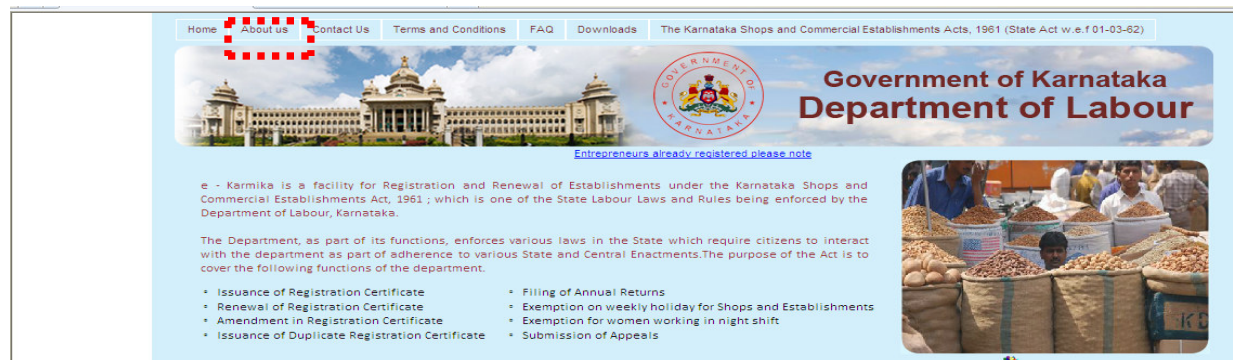 Home About us Contact Us Terms and Conditions FAQ Downloads The Karnataka Shops and Commercial Establishments Acts, 1961 (State Act w.e.f 01-03-62)
GOVERNMENT OF
KARNATAKA
Government of Karnataka
Department of Labour
Entrepreneurs already registered please note
e - Karmika is a facility for Registration and Renewal of Establishments under the Karnataka Shops and
Commercial Establishments Act, 1961 ; which is one of the State Labour Laws and Rules being enforced by the
Department of Labour, Karnataka.
The Department, as part of its functions, enforces various laws in the State which require citizens to interact
with the department as part of adherence to various State and Central Enactments.The purpose of the Act is to
cover the following functions of the department.
Issuance of Registration Certificate
Renewal of Registration Certificate
Amendment in Registration Certificate
Issuance of Duplicate Registration Certificate
Filing of Annual Returns
Exemption on weekly holiday for Shops and Establishments
Exemption for women working in night shift
Submission of Appeals